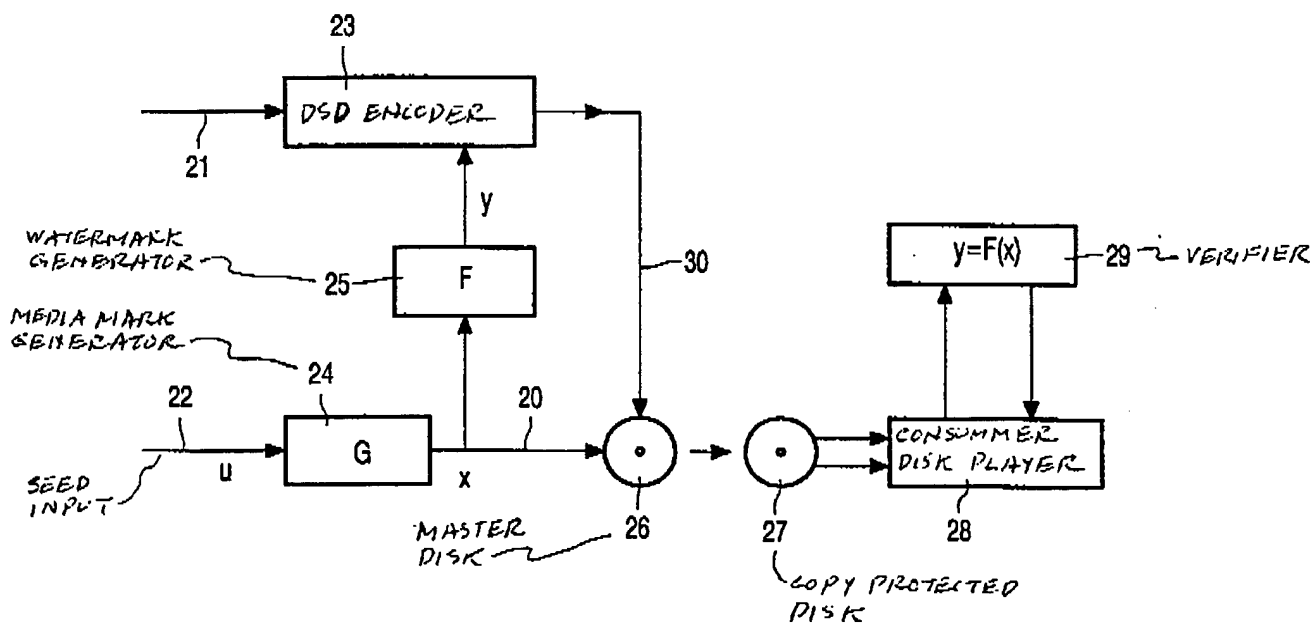 23
DSD ENCODER
21
y
WATERMARK
GENERATOR
25
F
30
y=F(x)
29
VERIFIER
MEDIA MARK
GENERATOR
24
22
20
u
G
x
CONSUMMER
DISK PLAYER
SEED
INPUT
MASTER
DISK
26
27
28
COPY PROTECTED
DISK